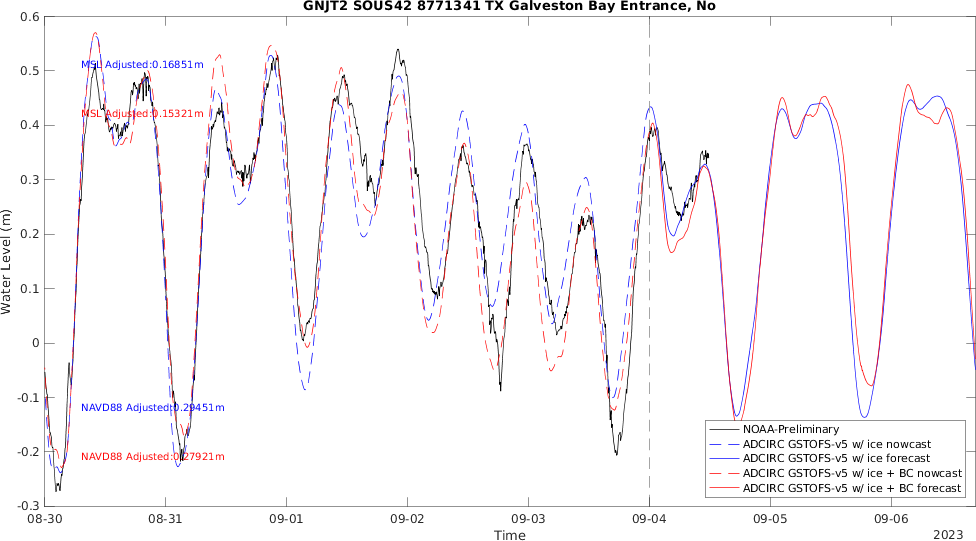 GNJT2 SOUS42 8771341 TX Galveston Bay Entrance, No
Water Level (m)
0.6
0.5
0.4
0.3
0.2
0.1
0
-0.1
-0.2
-0.3
MSL Adjusted:0.16851m
MSL Adjusted:0.15321m
NAVD88 Adjusted:0.29451m
NAVD88 Adjusted:0.27921m
NOAA-Preliminary
ADCIRC GSTOFS-v5 w/ ice nowcast
ADCIRC GSTOFS-v5 w/ ice forecast
ADCIRC GSTOFS-v5 w/ ice + BC nowcast
ADCIRC GSTOFS-v5 w/ ice + BC forecast
08-30 08-31 09-01 09-02 09-03 09-04 09-05 09-06
Time
2023